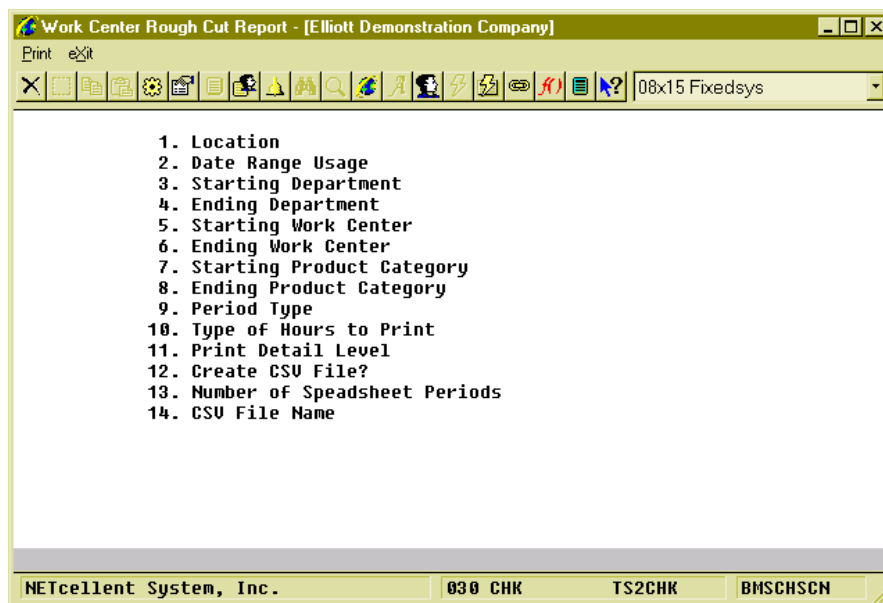 Work Center Rough Cut Report - [Elliott Demonstration Company]
Print eXit
08x15 Fixedsys
1. Location
2. Date Range Usage
3. Starting Department
4. Ending Department
5. Starting Work Center
6. Ending Work Center
7. Starting Product Category
8. Ending Product Category
9. Period Type
10. Type of Hours to Print
11. Print Detail Level
12. Create CSV File?
13. Number of Speadsheet Periods
14. CSV File Name
NETcellent System, Inc. 030 CHK TS2CHK BMSCHSCN